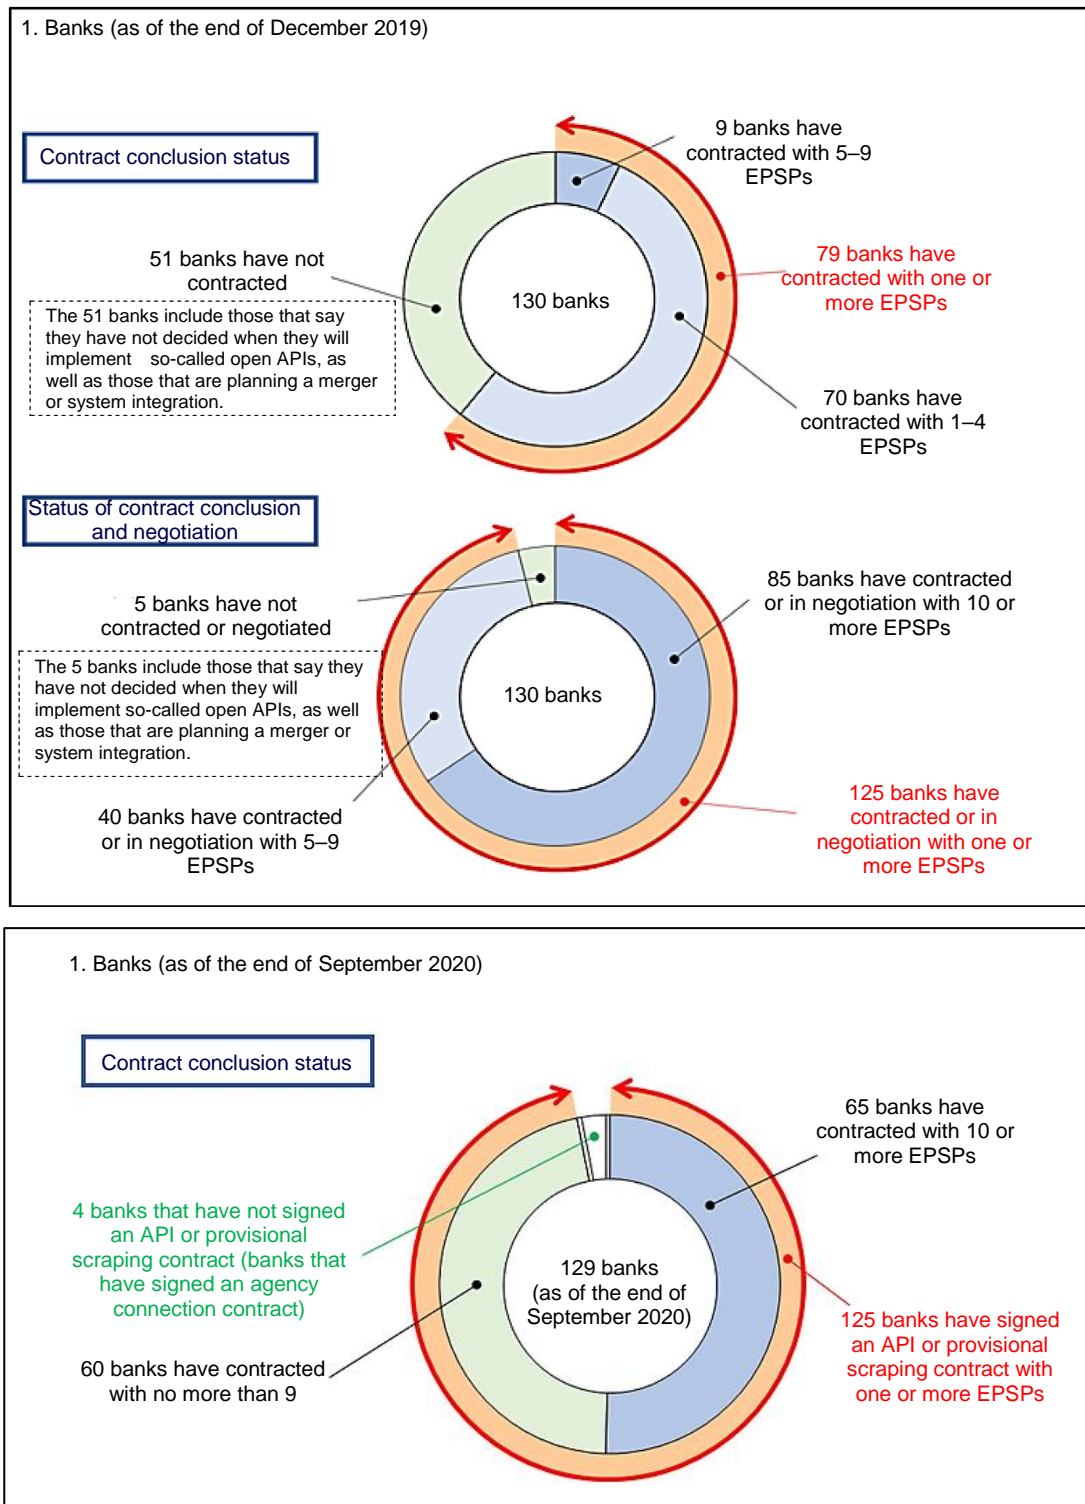 1. Banks (as of the end of December 2019)
Contract conclusion status
9 banks have
contracted with 5–9
EPSPs
51 banks have not
contracted
The 51 banks include those that say
they have not decided when they will
implement so-called open APIs, as
well as those that are planning a merger
or system integration.
130 banks
79 banks have
contracted with one or
more EPSPs
70 banks have
contracted with 1–4
EPSPs
Status of contract conclusion
and negotiation
5 banks have not
contracted or negotiated
The 5 banks include those that say they
have not decided when they will
implement so-called open APIs, as well
as those that are planning a merger or
system integration.
130 banks
85 banks have contracted
or in negotiation with 10 or
more EPSPs
40 banks have contracted
or in negotiation with 5–9
EPSPs
125 banks have
contracted or in
negotiation with one or
more EPSPs
1. Banks (as of the end of September 2020)
Contract conclusion status
65 banks have
contracted with 10 or
more EPSPs
4 banks that have not signed
an API or provisional
scraping contract (banks that
have signed an agency
connection contract)
129 banks
(as of the end of
September 2020)
60 banks have contracted
with no more than 9
125 banks have signed
an API or provisional
scraping contract with
one or more EPSPs